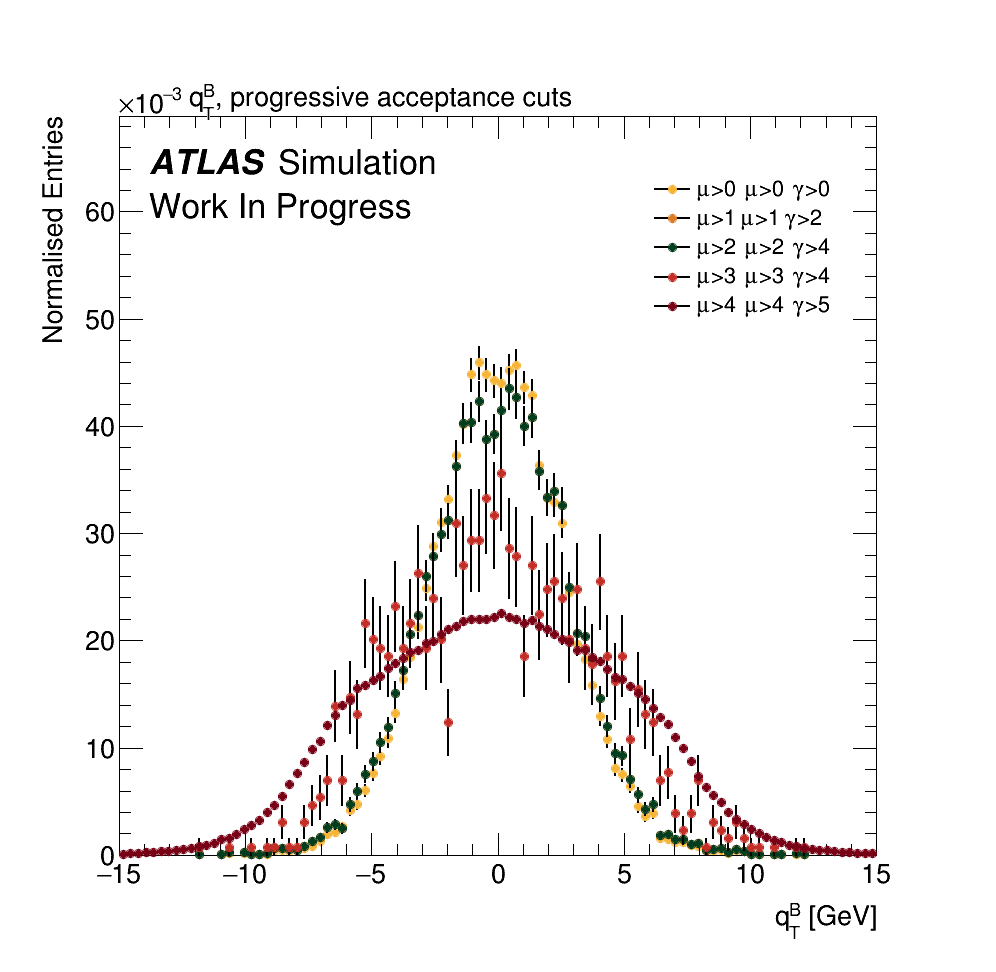 ×10⁻³ q_T^B, progressive acceptance cuts
Normalised Entries
ATLAS Simulation
Work In Progress
μ>0 μ>0 γ>0
μ>1 μ>1 γ>2
μ>2 μ>2 γ>4
μ>3 μ>3 γ>4
μ>4 μ>4 γ>5
60
50
40
30
20
10
0
−15 −10 −5 0 5 10 15
q_T^B [GeV]